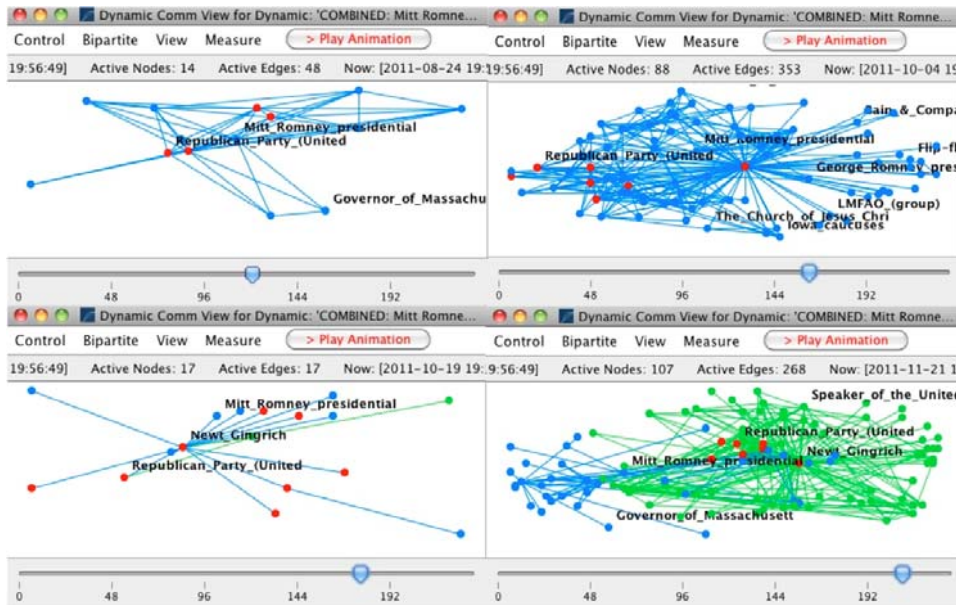 Dynamic Comm View for Dynamic: 'COMBINED: Mitt Romne...
Control Bipartite View Measure > Play Animation
19:56:49] Active Nodes: 14 Active Edges: 48 Now: [2011-08-24 19:
Mitt_Romney_presidential
Republican_Party_(United
Governor_of_Massachu
0 48 96 144 192
Dynamic Comm View for Dynamic: 'COMBINED: Mitt Romne...
Control Bipartite View Measure > Play Animation
19:56:49] Active Nodes: 88 Active Edges: 353 Now: [2011-10-04 19
Bain_&_Compa
Mitt_Romney_presidential
Flip-fl
Republican_Party_(United
George_Romney_pres
LMFAO_(group)
The_Church_of_Jesus_Chri
Iowa_caucuses
0 48 96 144 192
Dynamic Comm View for Dynamic: 'COMBINED: Mitt Romne...
Control Bipartite View Measure > Play Animation
19:56:49] Active Nodes: 17 Active Edges: 17 Now: [2011-10-19 19:
Mitt_Romney_presidential
Newt_Gingrich
Republican_Party_(United
0 48 96 144 192
Dynamic Comm View for Dynamic: 'COMBINED: Mitt Romne...
Control Bipartite View Measure > Play Animation
19:56:49] Active Nodes: 107 Active Edges: 268 Now: [2011-11-21 1
Speaker_of_the_United
Republican_Party_(United
Newt_Gingrich
Mitt_Romney_presidential
Governor_of_Massachusett
0 48 96 144 192